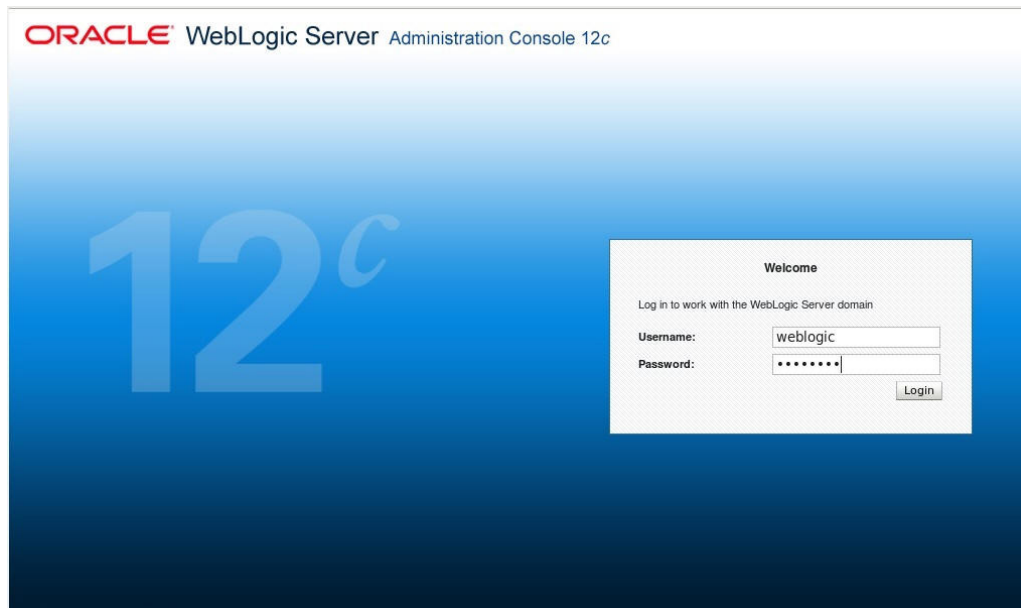 ORACLE WebLogic Server Administration Console 12c
12c
Welcome
Log in to work with the WebLogic Server domain
Username: weblogic
Password: ••••••••
Login